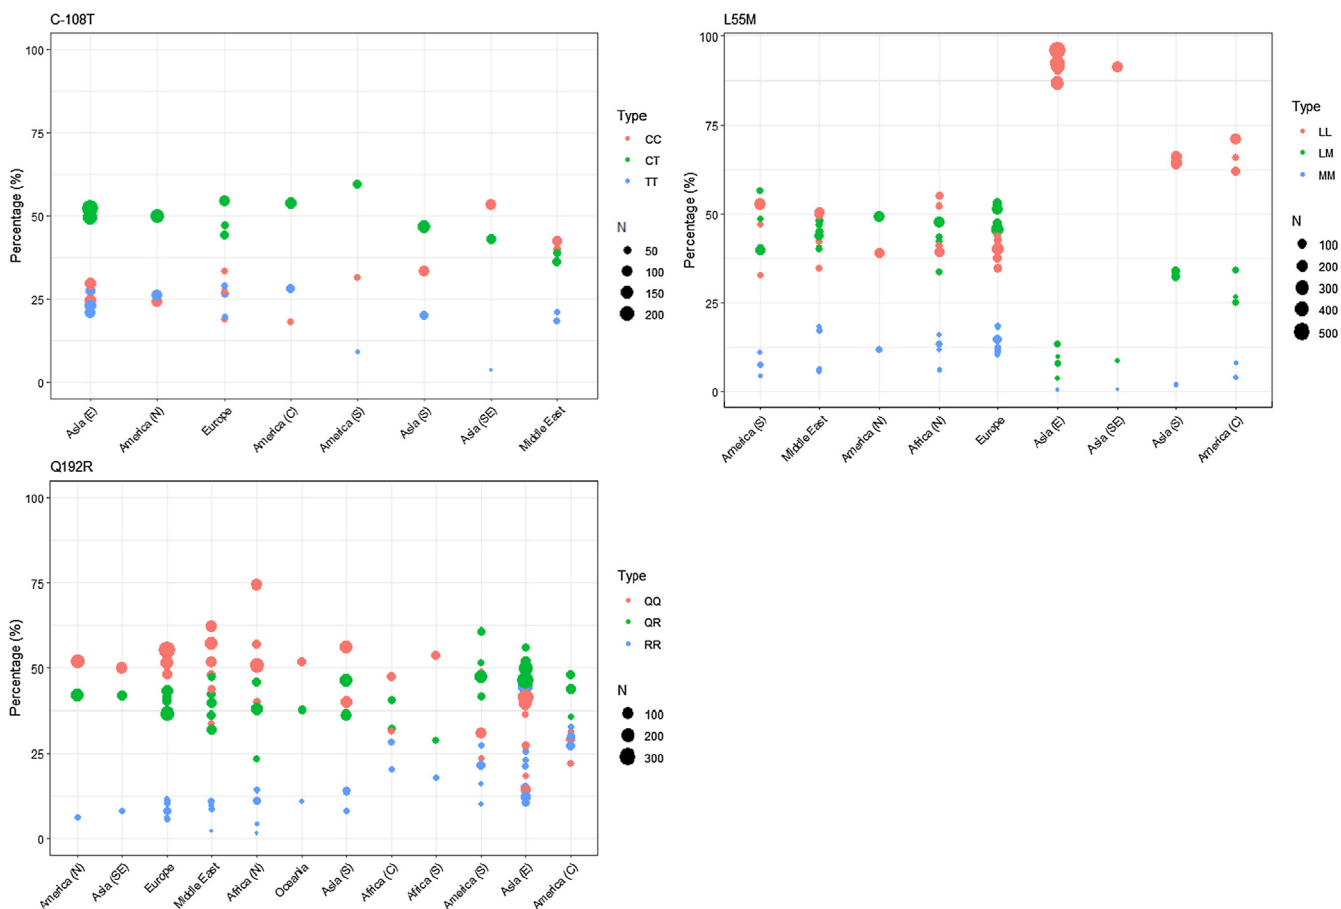 C-108T
Percentage (%)
100
75
50
25
0
Asia (E)
America (N)
Europe
America (C)
America (S)
Asia (S)
Asia (SE)
Middle East
Type
CC
CT
TT
N
50
100
150
200
L55M
Percentage (%)
100
75
50
25
0
America (S)
Middle East
America (N)
Africa (N)
Europe
Asia (E)
Asia (SE)
Asia (S)
America (C)
Type
LL
LM
MM
N
100
200
300
400
500
Q192R
Percentage (%)
100
75
50
25
0
America (N)
Asia (SE)
Europe
Middle East
Africa (N)
Oceania
Asia (S)
Africa (C)
Africa (S)
America (S)
Asia (E)
America (C)
Type
QQ
QR
RR
N
100
200
300